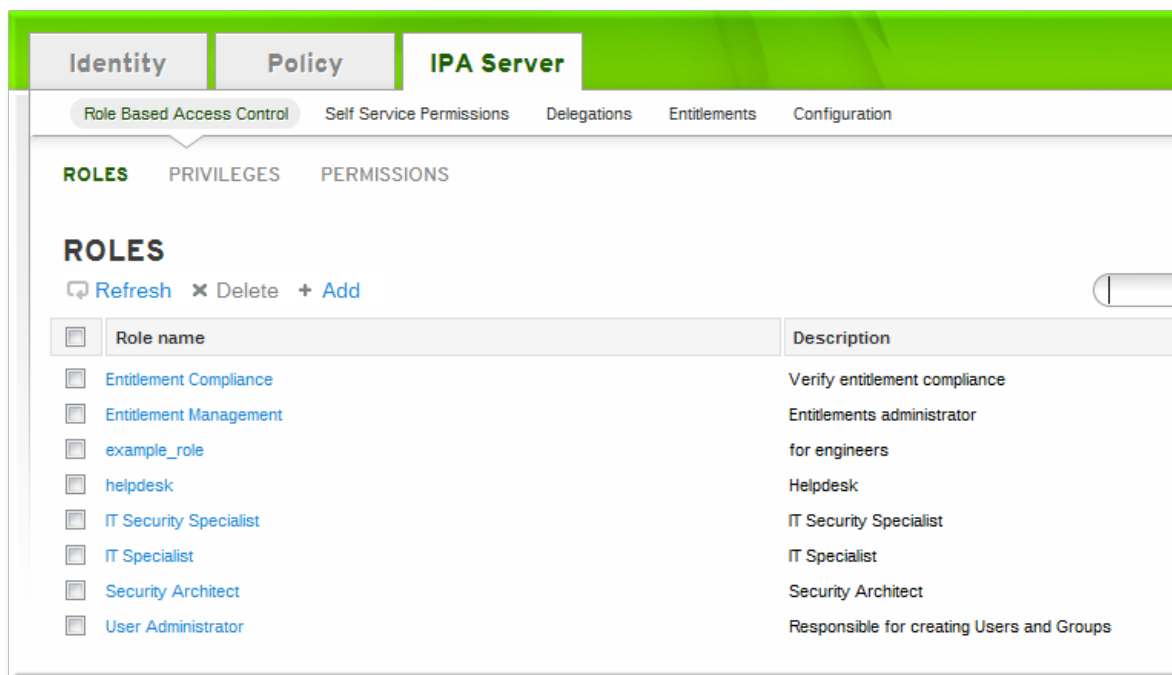 Identity Policy IPA Server
Role Based Access Control Self Service Permissions Delegations Entitlements Configuration
ROLES PRIVILEGES PERMISSIONS
ROLES
Refresh Delete + Add
Role name Description
Entitlement Compliance Verify entitlement compliance
Entitlement Management Entitlements administrator
example_role for engineers
helpdesk Helpdesk
IT Security Specialist IT Security Specialist
IT Specialist IT Specialist
Security Architect Security Architect
User Administrator Responsible for creating Users and Groups